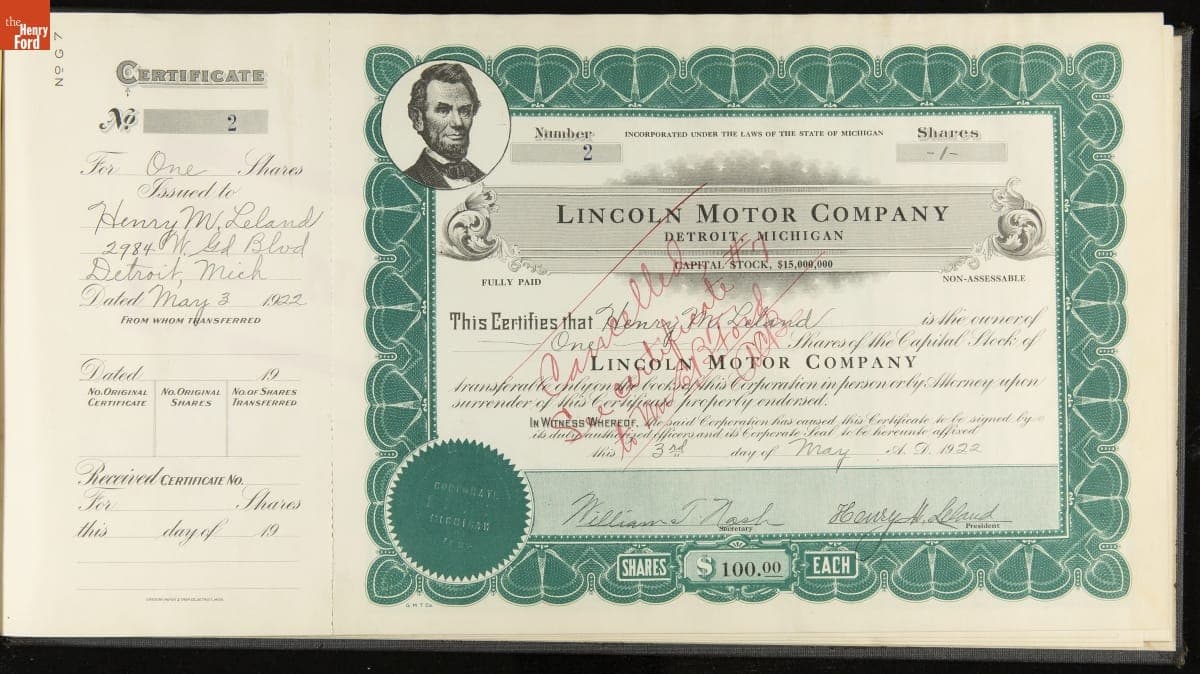 the
Henry
Ford
No G7
CERTIFICATE
No 2
For One Shares
Issued to
Henry M. Leland
2984 W. Gd Blvd
Detroit, Mich
Dated May 3 1922
FROM WHOM TRANSFERRED
Dated 19
NO. ORIGINAL CERTIFICATE
NO. ORIGINAL SHARES
NO. OF SHARES TRANSFERRED
Received CERTIFICATE NO.
For Shares
this day of 19
Number
2
INCORPORATED UNDER THE LAWS OF THE STATE OF MICHIGAN
Shares
-1-
LINCOLN MOTOR COMPANY
DETROIT, MICHIGAN
CAPITAL STOCK, $15,000,000
FULLY PAID
NON-ASSESSABLE
This Certifies that Henry M. Leland is the owner of
One Shares of the Capital Stock of
LINCOLN MOTOR COMPANY
transferable only on the books of this Corporation in person or by Attorney upon
surrender of this Certificate properly endorsed.
IN WITNESS WHEREOF, the said Corporation has caused this Certificate to be signed by
its duly authorized officers and its Corporate Seal to be hereunto affixed
this 3rd day of May A.D. 1922
Cancelled
See certificate #7
to
CORPORATE
MICHIGAN
William T Nash
Secretary
Henry M. Leland
President
SHARES $100.00 EACH
G.M.T Co.